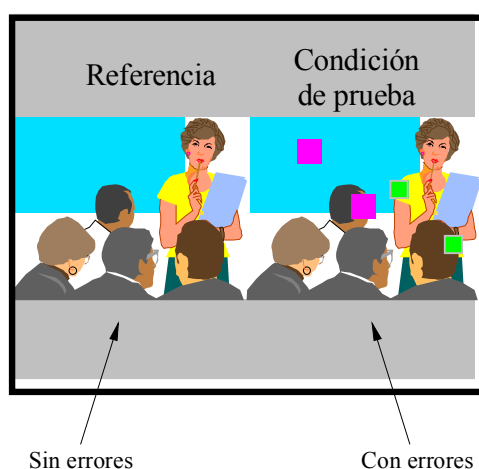 Referencia
Condición
de prueba
Sin errores
Con errores